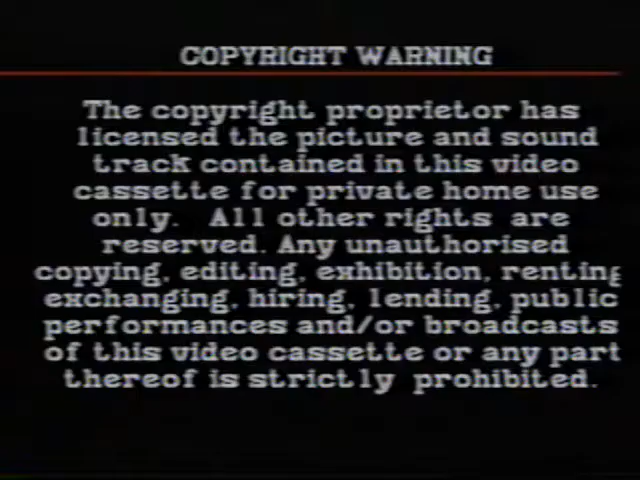 COPYRIGHT WARNING
The copyright proprietor has
licensed the picture and sound
track contained in this video
cassette for private home use
only. All other rights are
reserved. Any unauthorised
copying, editing, exhibition, renting
exchanging, hiring, lending, public
performances and/or broadcasts
of this video cassette or any part
thereof is strictly prohibited.